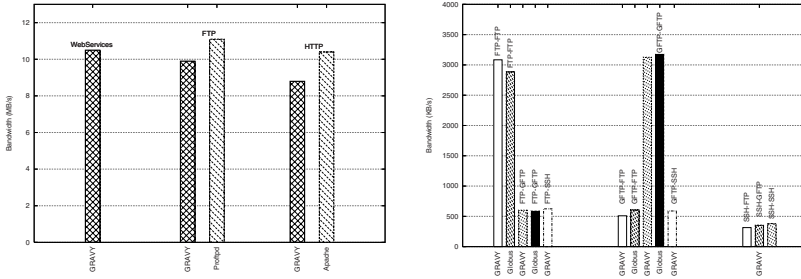 12
10
8
6
4
2
0
Bandwidth (MB/s)
WebServices
FTP
HTTP
GRAVY
GRAVY
Proftpd
GRAVY
Apache
4000
3500
3000
2500
2000
1500
1000
500
0
Bandwidth (KB/s)
FTP-FTP
FTP-FTP
FTP-GFTP
FTP-GFTP
FTP-SSH
GFTP-FTP
GFTP-FTP
GFTP-GFTP
GFTP-SSH
SSH-FTP
SSH-GFTP
SSH-SSH
GRAVY
Globus
GRAVY
Globus
GRAVY
GRAVY
Globus
GRAVY
Globus
GRAVY
GRAVY